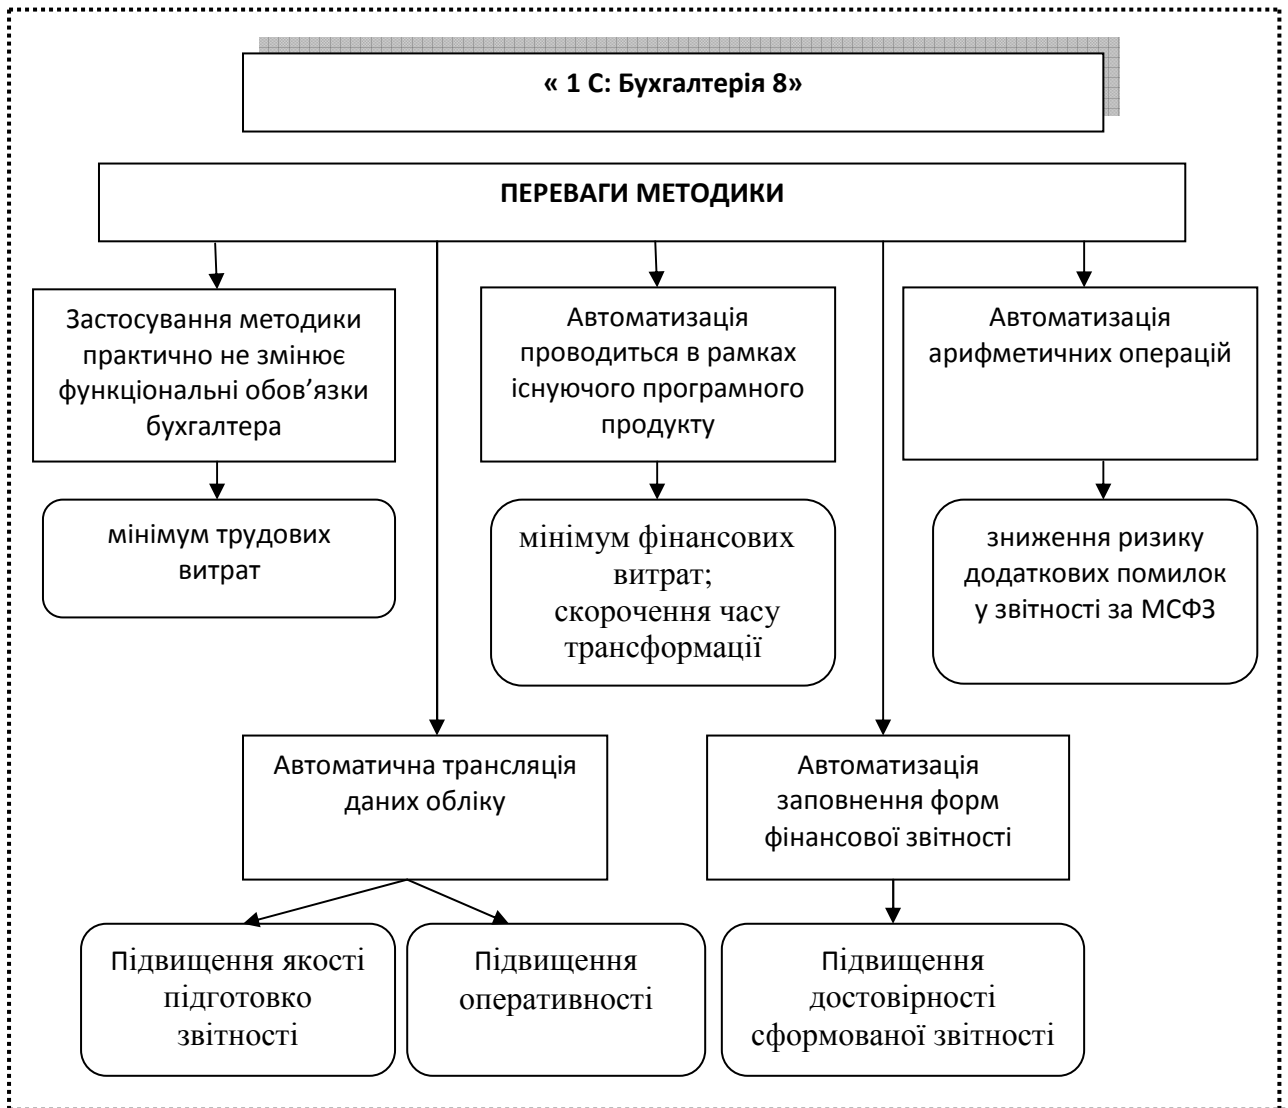 « 1 С: Бухгалтерія 8»
ПЕРЕВАГИ МЕТОДИКИ
Застосування методики
практично не змінює
функціональні обов’язки
бухгалтера
Автоматизація
проводиться в рамках
існуючого програмного
продукту
Автоматизація
арифметичних операцій
мінімум трудових
витрат
мінімум фінансових
витрат;
скорочення часу
трансформації
зниження ризику
додаткових помилок
у звітності за МСФЗ
Автоматична трансляція
даних обліку
Автоматизація
заповнення форм
фінансової звітності
Підвищення якості
підготовко
звітності
Підвищення
оперативності
Підвищення
достовірності
сформованої звітності